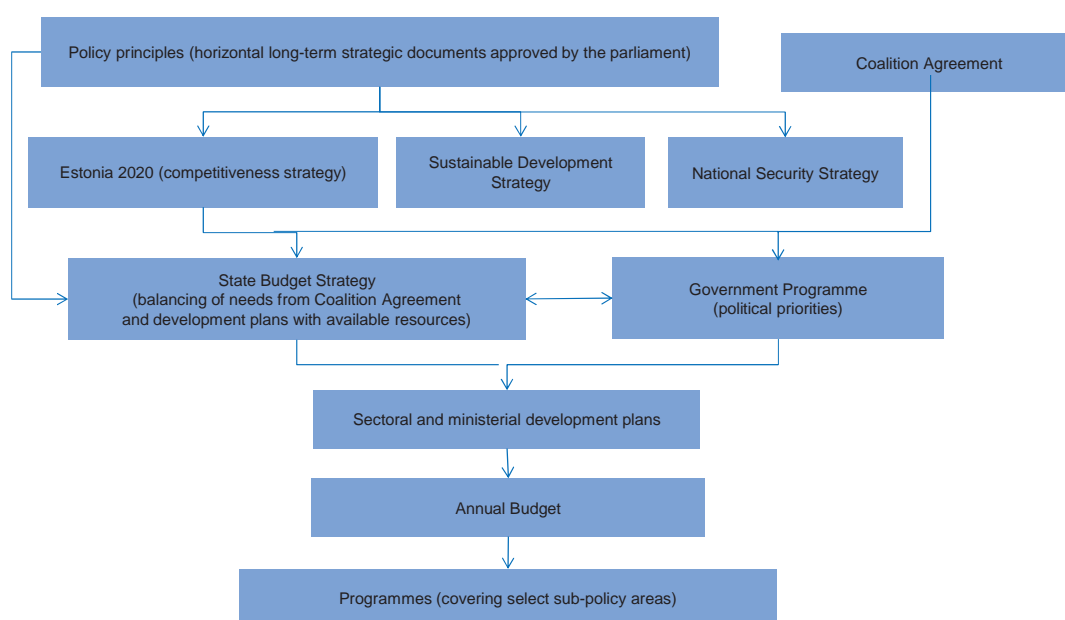 Policy principles (horizontal long-term strategic documents approved by the parliament)
Coalition Agreement
Estonia 2020 (competitiveness strategy)
Sustainable Development
Strategy
National Security Strategy
State Budget Strategy
(balancing of needs from Coalition Agreement
and development plans with available resources)
Government Programme
(political priorities)
Sectoral and ministerial development plans
Annual Budget
Programmes (covering select sub-policy areas)